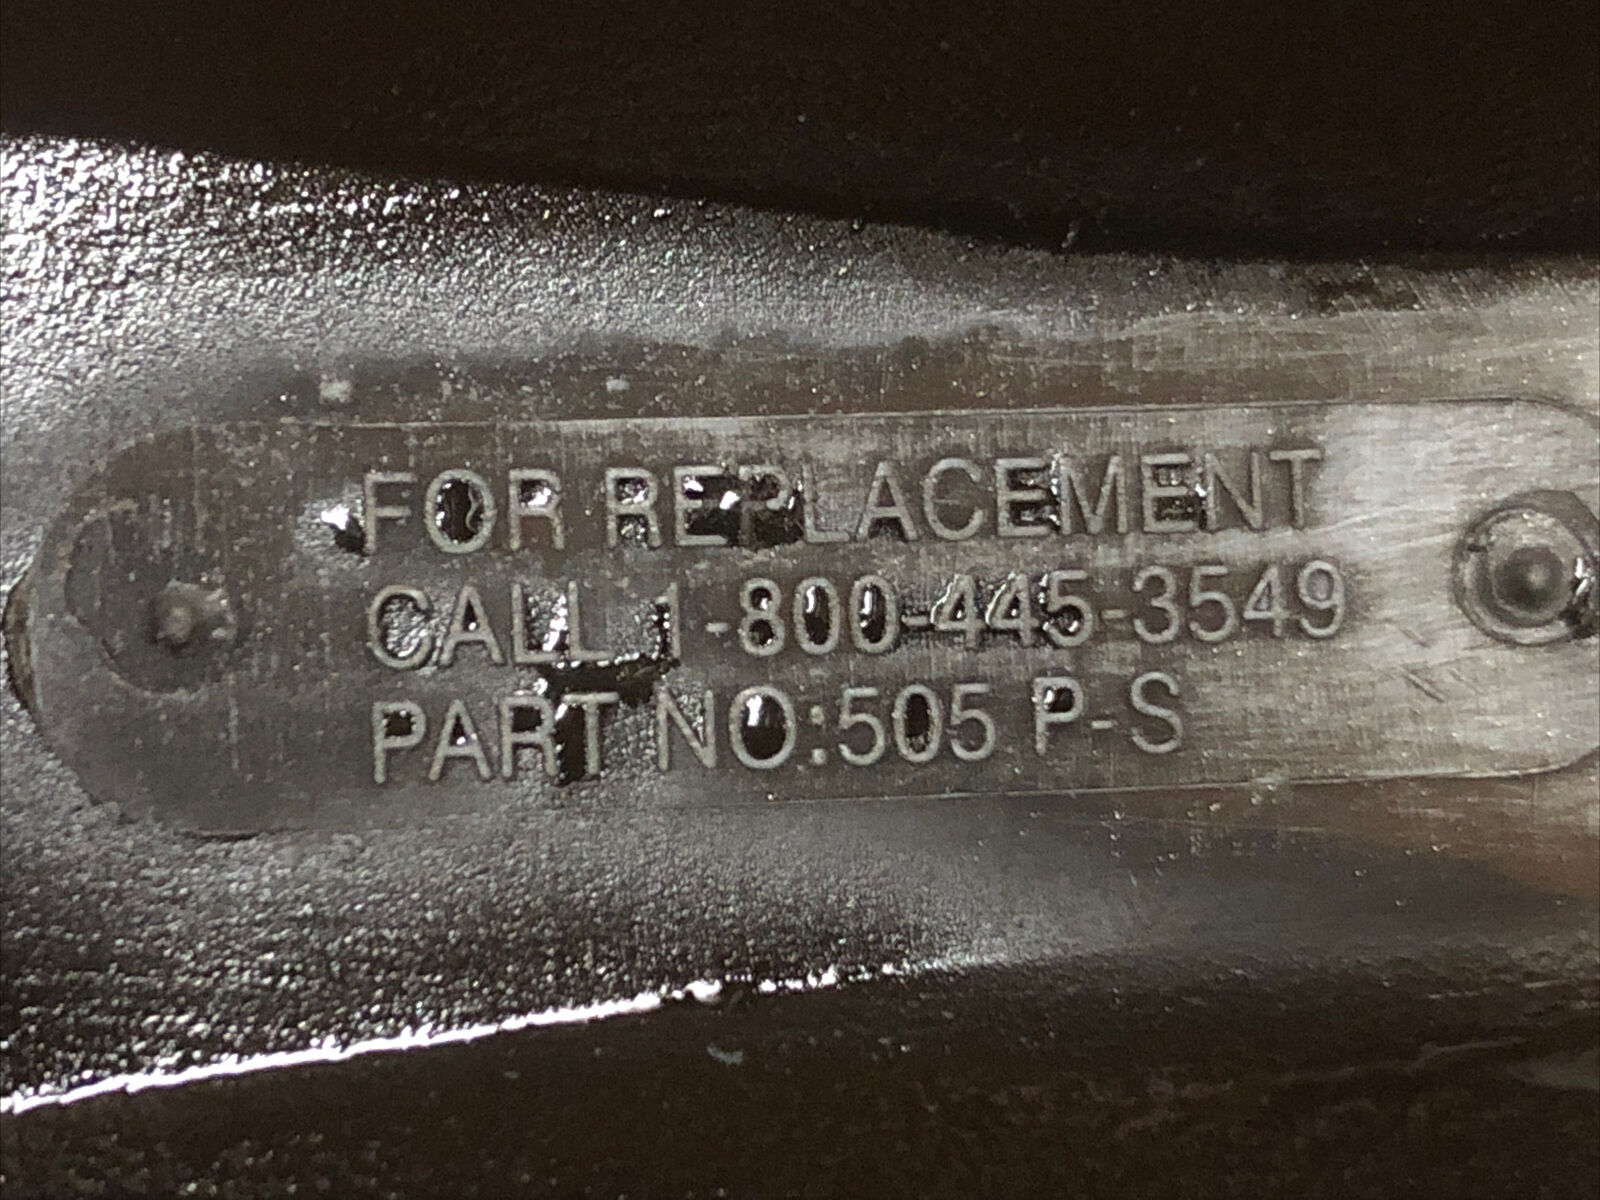 FOR REPLACEMENT
CALL 1-800-445-3549
PART NO:505 P-S